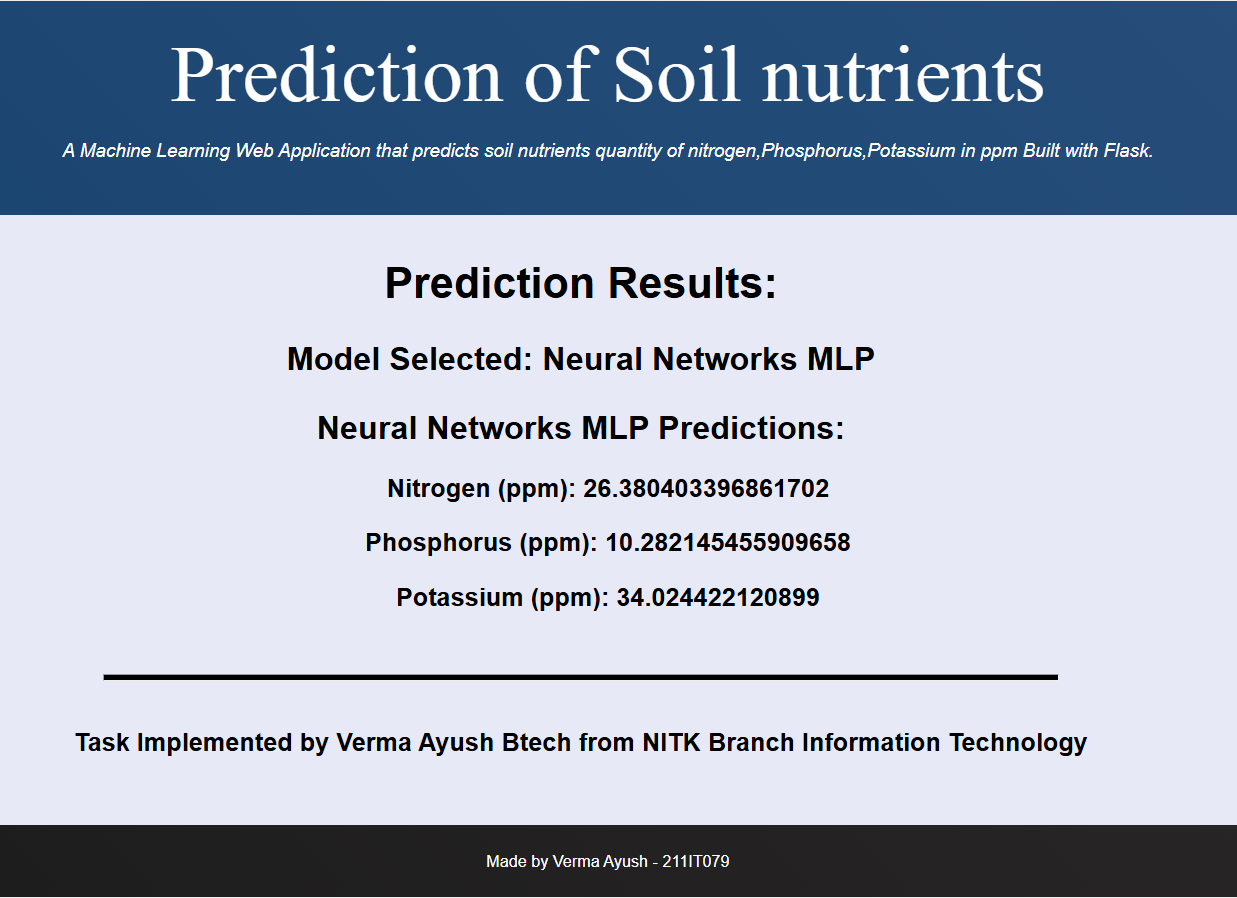 Prediction of Soil nutrients
A Machine Learning Web Application that predicts soil nutrients quantity of nitrogen,Phosphorus,Potassium in ppm Built with Flask.
Prediction Results:
Model Selected: Neural Networks MLP
Neural Networks MLP Predictions:
Nitrogen (ppm): 26.380403396861702
Phosphorus (ppm): 10.282145455909658
Potassium (ppm): 34.024422120899
Task Implemented by Verma Ayush Btech from NITK Branch Information Technology
Made by Verma Ayush - 211IT079